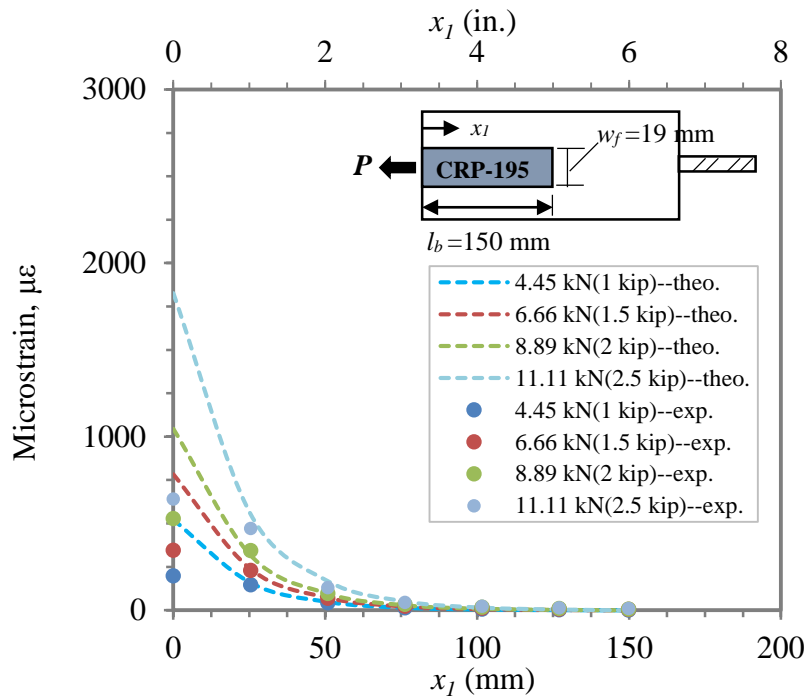 x1 (in.)
0 2 4 6 8
3000
2000
1000
0
Microstrain, με
x1
wf =19 mm
P
CRP-195
lb =150 mm
4.45 kN(1 kip)--theo.
6.66 kN(1.5 kip)--theo.
8.89 kN(2 kip)--theo.
11.11 kN(2.5 kip)--theo.
4.45 kN(1 kip)--exp.
6.66 kN(1.5 kip)--exp.
8.89 kN(2 kip)--exp.
11.11 kN(2.5 kip)--exp.
0 50 100 150 200
x1 (mm)